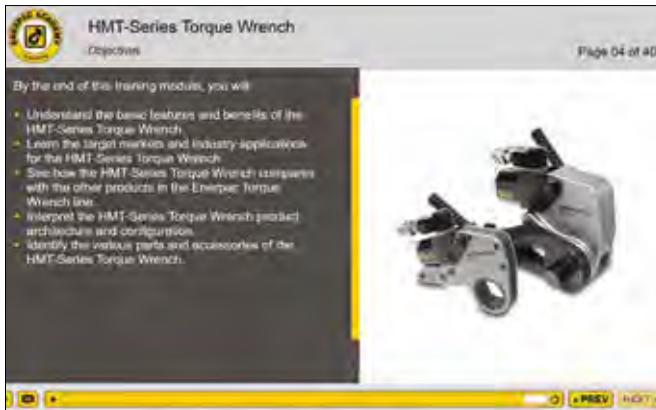 ENERPAC ACADEMY
HMT-Series Torque Wrench
Objectives
Page 04 of 40
By the end of this training module, you will:
• Understand the basic features and benefits of the
HMT-Series Torque Wrench.
• Learn the target markets and industry applications
for the HMT-Series Torque Wrench.
• See how the HMT-Series Torque Wrench compares
with the other products in the Enerpac Torque
Wrench line.
• Interpret the HMT-Series Torque Wrench product
architecture and configuration.
• Identify the various parts and accessories of the
HMT-Series Torque Wrench.
PREV
NEXT